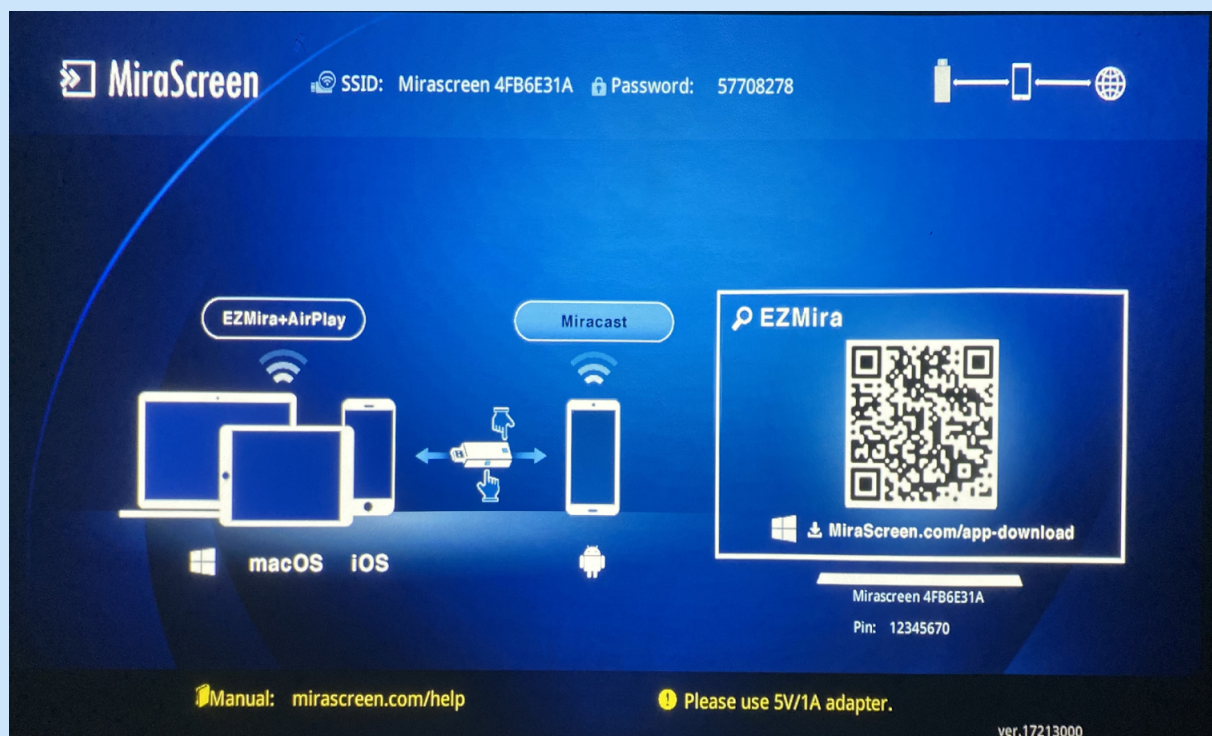 MiraScreen
SSID: Mirascreen 4FB6E31A Password: 57708278
EZMira+AirPlay
Miracast
EZMira
MiraScreen.com/app-download
macOS iOS
Mirascreen 4FB6E31A
Pin: 12345670
Manual: mirascreen.com/help
Please use 5V/1A adapter.
ver.17213000